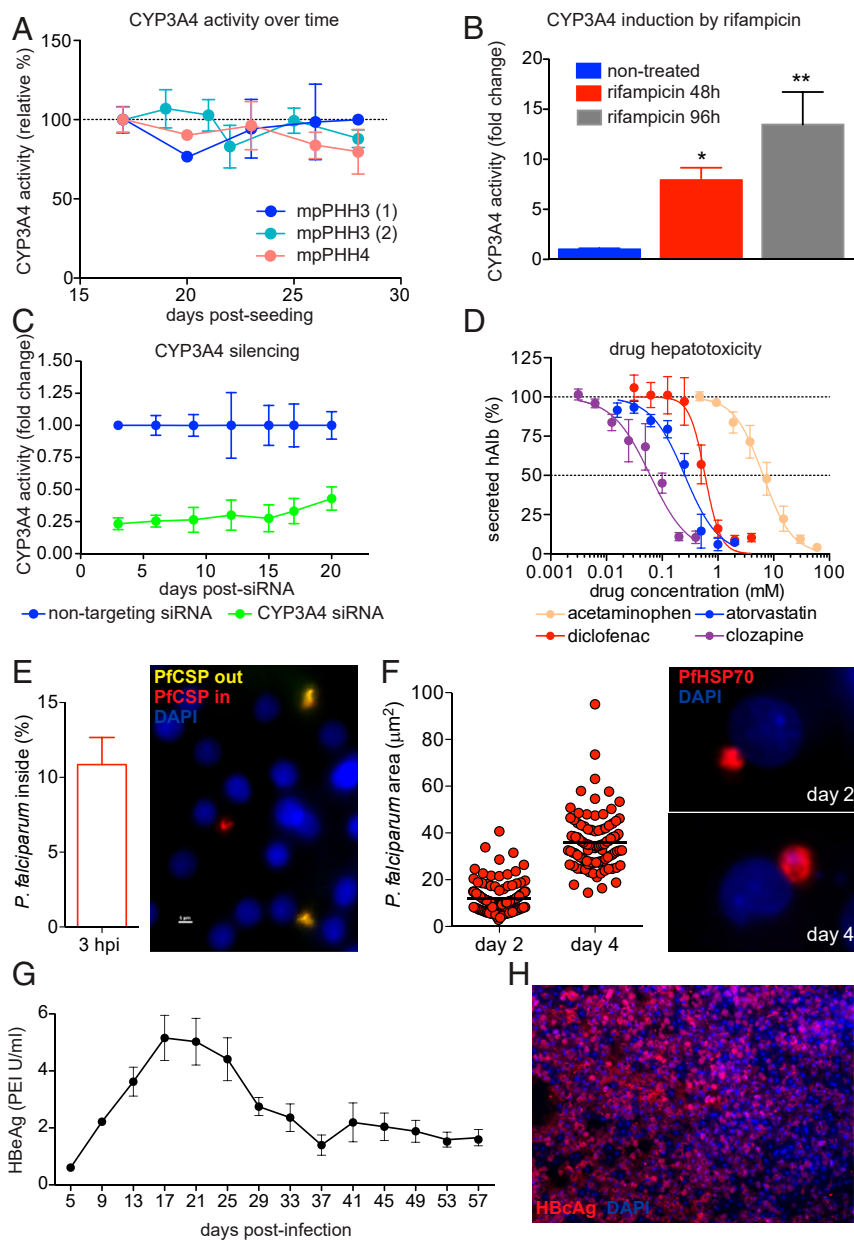 A
CYP3A4 activity over time
CYP3A4 activity (relative %)
150
100
50
0
15 20 25 30
days post-seeding
mpPHH3 (1)
mpPHH3 (2)
mpPHH4
B
CYP3A4 induction by rifampicin
CYP3A4 activity (fold change)
20
15
10
5
0
non-treated
rifampicin 48h
rifampicin 96h
*
**
C
CYP3A4 silencing
CYP3A4 activity (fold change)
1.50
1.25
1.00
0.75
0.50
0.25
0.00
0 5 10 15 20
days post-siRNA
non-targeting siRNA
CYP3A4 siRNA
D
drug hepatotoxicity
secreted hAlb (%)
125
100
75
50
25
0
0.001 0.01 0.1 1 10 100
drug concentration (mM)
acetaminophen
atorvastatin
diclofenac
clozapine
E
P. falciparum inside (%)
15
10
5
0
3 hpi
PfCSP out
PfCSP in
DAPI
F
P. falciparum area (μm²)
100
80
60
40
20
0
day 2
day 4
PfHSP70
DAPI
day 2
day 4
G
HBeAg (PEI U/ml)
6
4
2
0
5 9 13 17 21 25 29 33 37 41 45 49 53 57
days post-infection
H
HBcAg DAPI